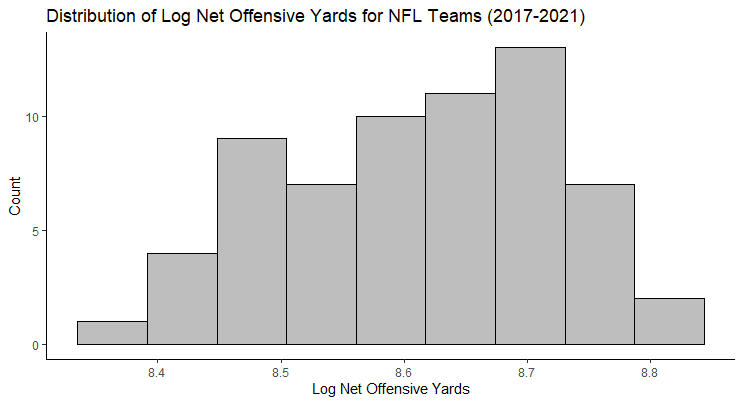 Distribution of Log Net Offensive Yards for NFL Teams (2017-2021)
10
5
0
Count
8.4 8.5 8.6 8.7 8.8
Log Net Offensive Yards